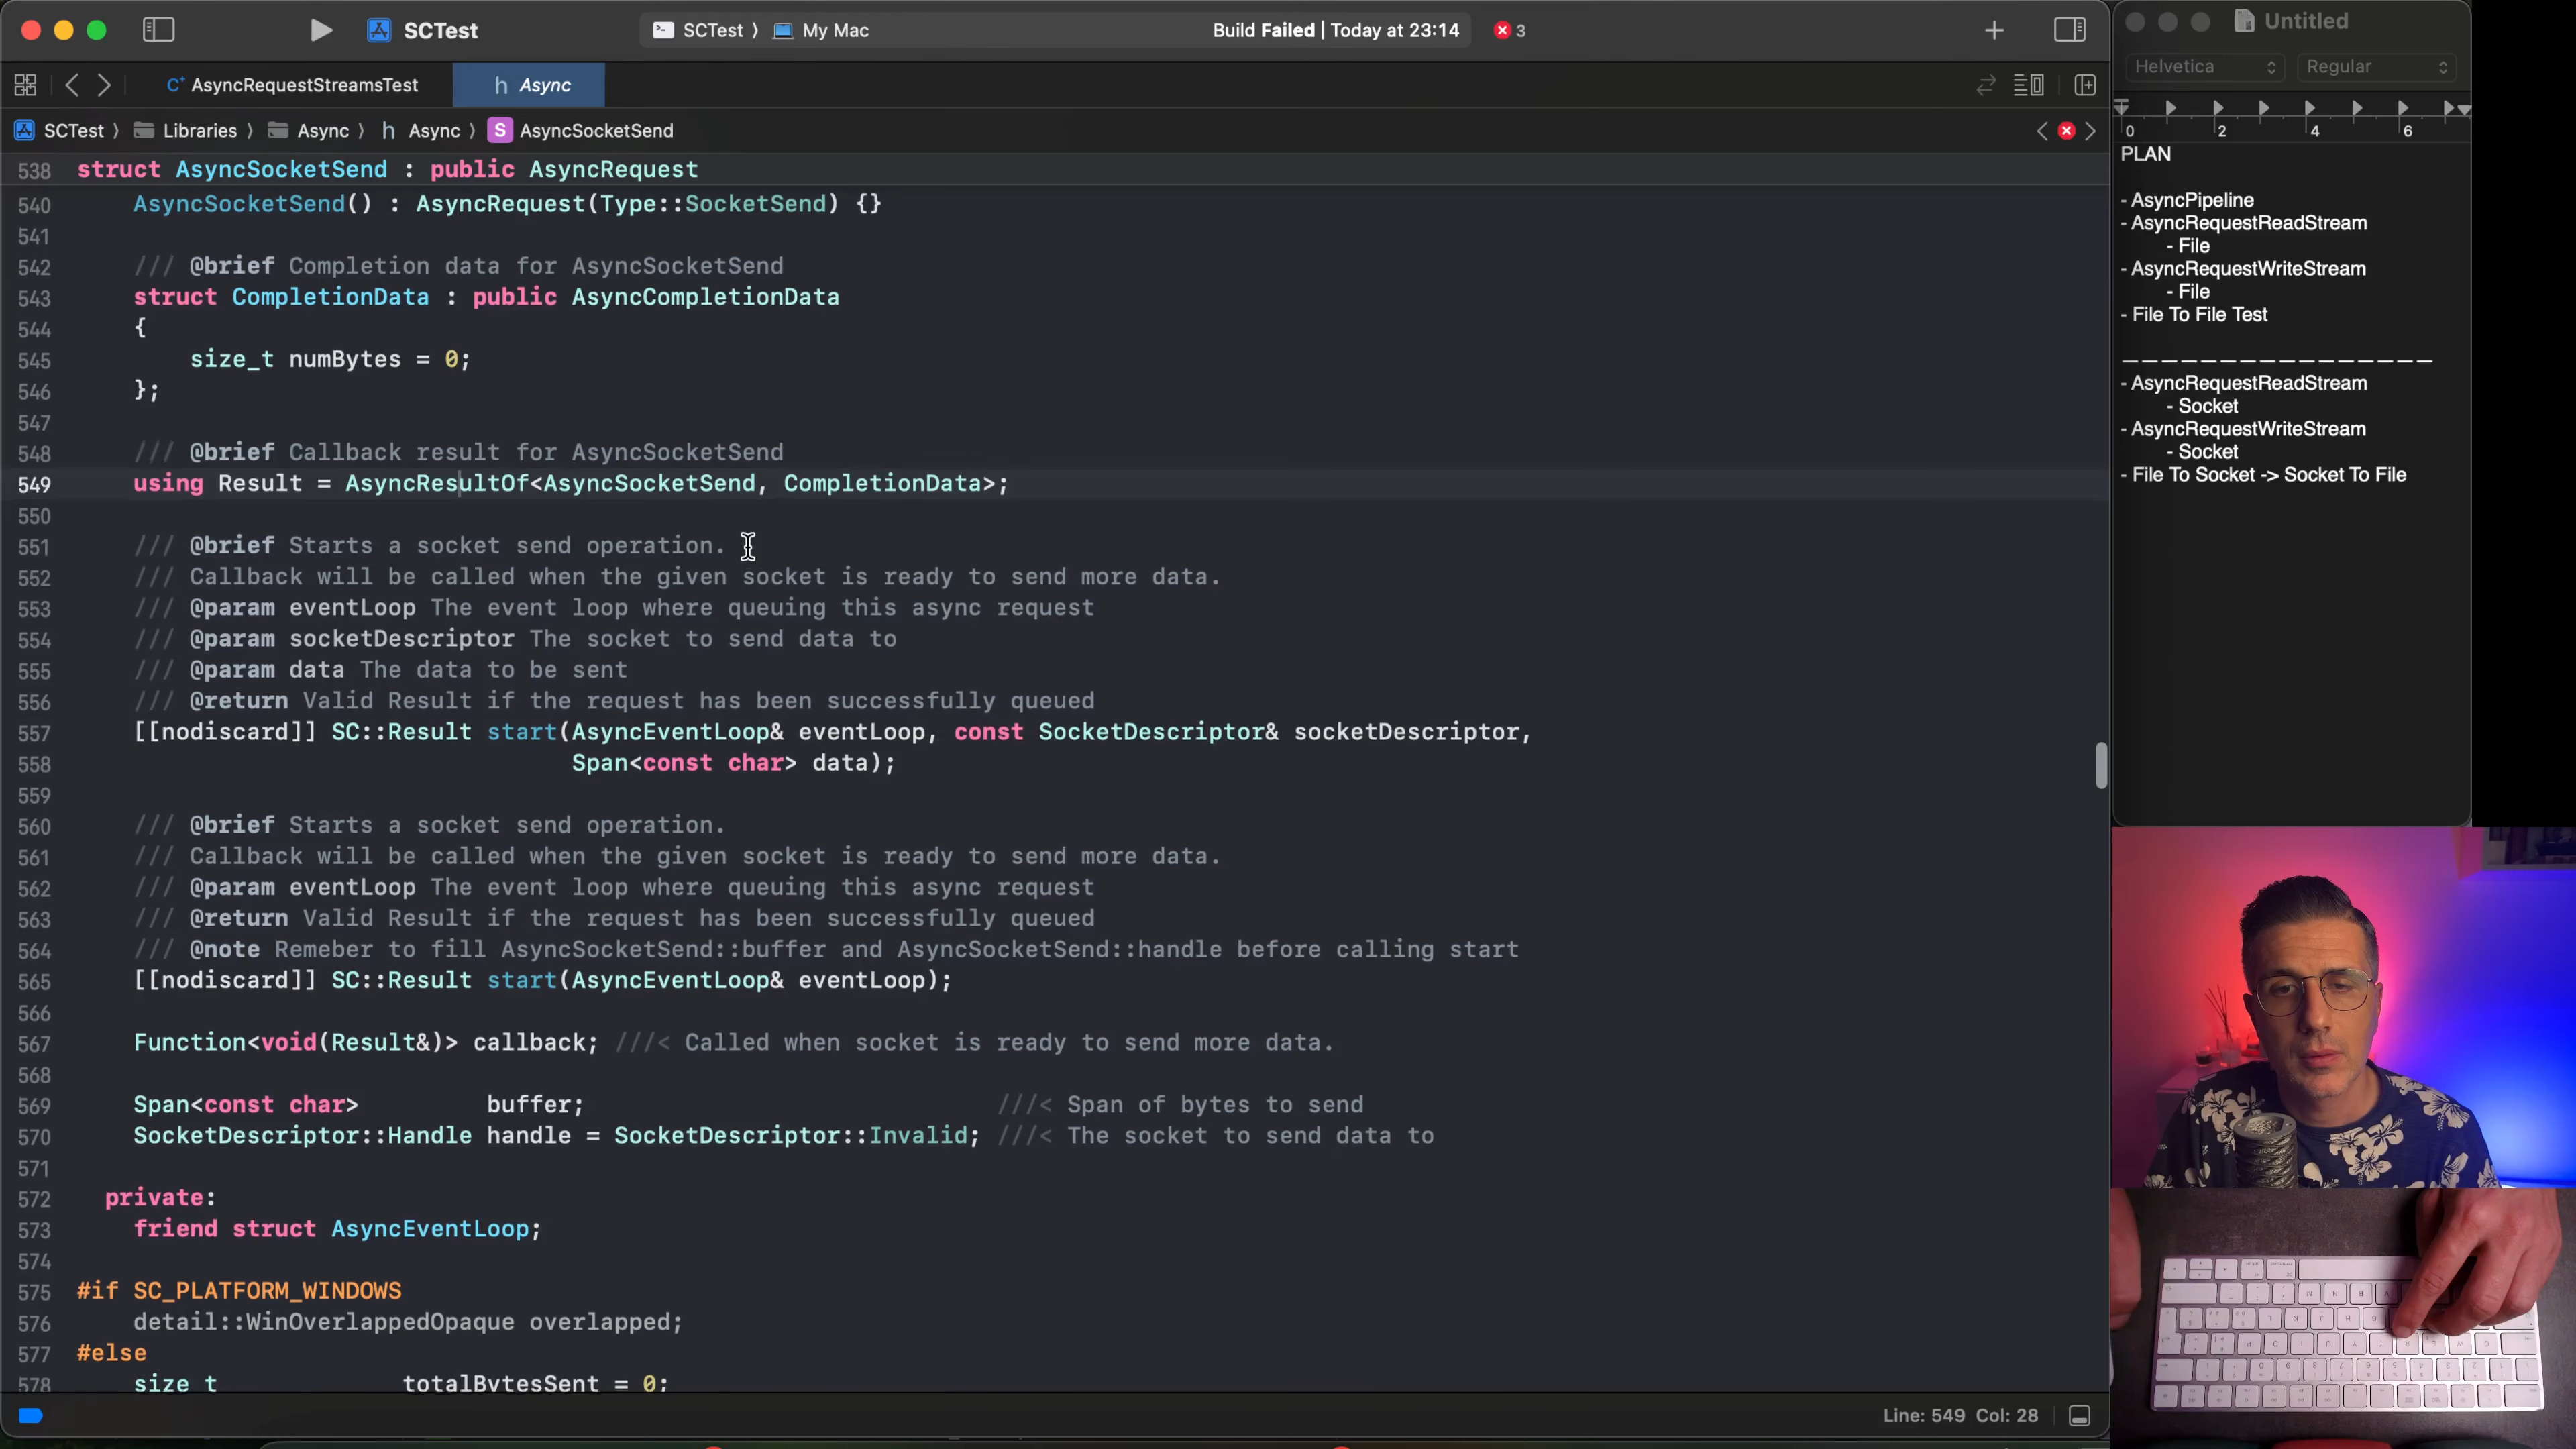 SCTest
SCTest 〉 My Mac
Build Failed | Today at 23:14
3
AsyncRequestStreamsTest
h Async
SCTest 〉 Libraries 〉 Async 〉 h Async 〉 S AsyncSocketSend
538 struct AsyncSocketSend : public AsyncRequest
540 AsyncSocketSend() : AsyncRequest(Type::SocketSend) {}
541
542 /// @brief Completion data for AsyncSocketSend
543 struct CompletionData : public AsyncCompletionData
544 {
545 size_t numBytes = 0;
546 };
547
548 /// @brief Callback result for AsyncSocketSend
549 using Result = AsyncResultOf<AsyncSocketSend, CompletionData>;
550
551 /// @brief Starts a socket send operation.
552 /// Callback will be called when the given socket is ready to send more data.
553 /// @param eventLoop The event loop where queuing this async request
554 /// @param socketDescriptor The socket to send data to
555 /// @param data The data to be sent
556 /// @return Valid Result if the request has been successfully queued
557 [[nodiscard]] SC::Result start(AsyncEventLoop& eventLoop, const SocketDescriptor& socketDescriptor,
558 Span<const char> data);
559
560 /// @brief Starts a socket send operation.
561 /// Callback will be called when the given socket is ready to send more data.
562 /// @param eventLoop The event loop where queuing this async request
563 /// @return Valid Result if the request has been successfully queued
564 /// @note Remeber to fill AsyncSocketSend::buffer and AsyncSocketSend::handle before calling start
565 [[nodiscard]] SC::Result start(AsyncEventLoop& eventLoop);
566
567 Function<void(Result&)> callback; ///< Called when socket is ready to send more data.
568
569 Span<const char> buffer; ///< Span of bytes to send
570 SocketDescriptor::Handle handle = SocketDescriptor::Invalid; ///< The socket to send data to
571
572 private:
573 friend struct AsyncEventLoop;
574
575 #if SC_PLATFORM_WINDOWS
576 detail::WinOverlappedOpaque overlapped;
577 #else
578 size_t totalBytesSent = 0;
Line: 549 Col: 28
Untitled
Helvetica
Regular
0 2 4 6
PLAN
- AsyncPipeline
- AsyncRequestReadStream
- File
- AsyncRequestWriteStream
- File
- File To File Test
_ _ _ _ _ _ _ _ _ _ _ _ _ _ _ _
- AsyncRequestReadStream
- Socket
- AsyncRequestWriteStream
- Socket
- File To Socket -> Socket To File